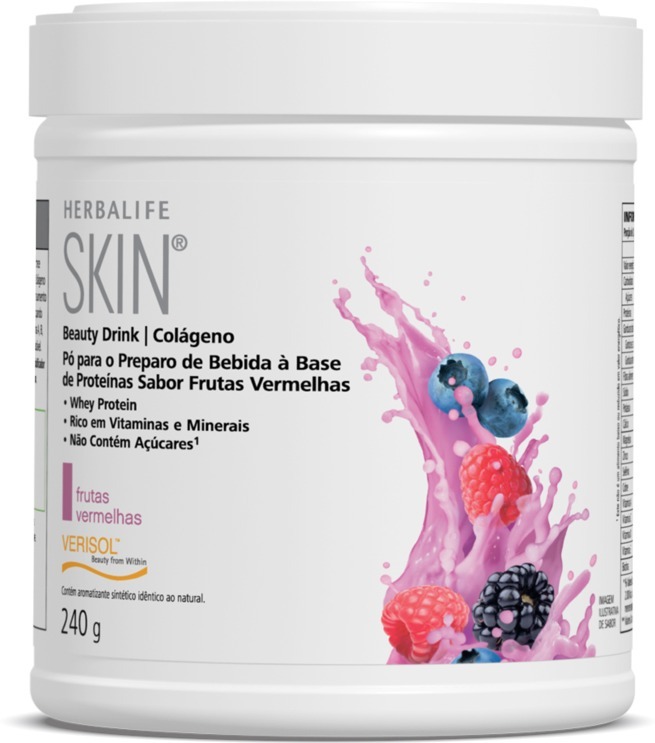 HERBALIFE
SKIN®
Beauty Drink | Colágeno
Pó para o Preparo de Bebida à Base
de Proteínas Sabor Frutas Vermelhas
• Whey Protein
• Rico em Vitaminas e Minerais
• Não Contém Açúcares¹
frutas
vermelhas
VERISOL™
Beauty from Within
Contém aromatizante sintético idêntico ao natural.
240 g
IMAGEM
ILUSTRATIVA
DE SABOR